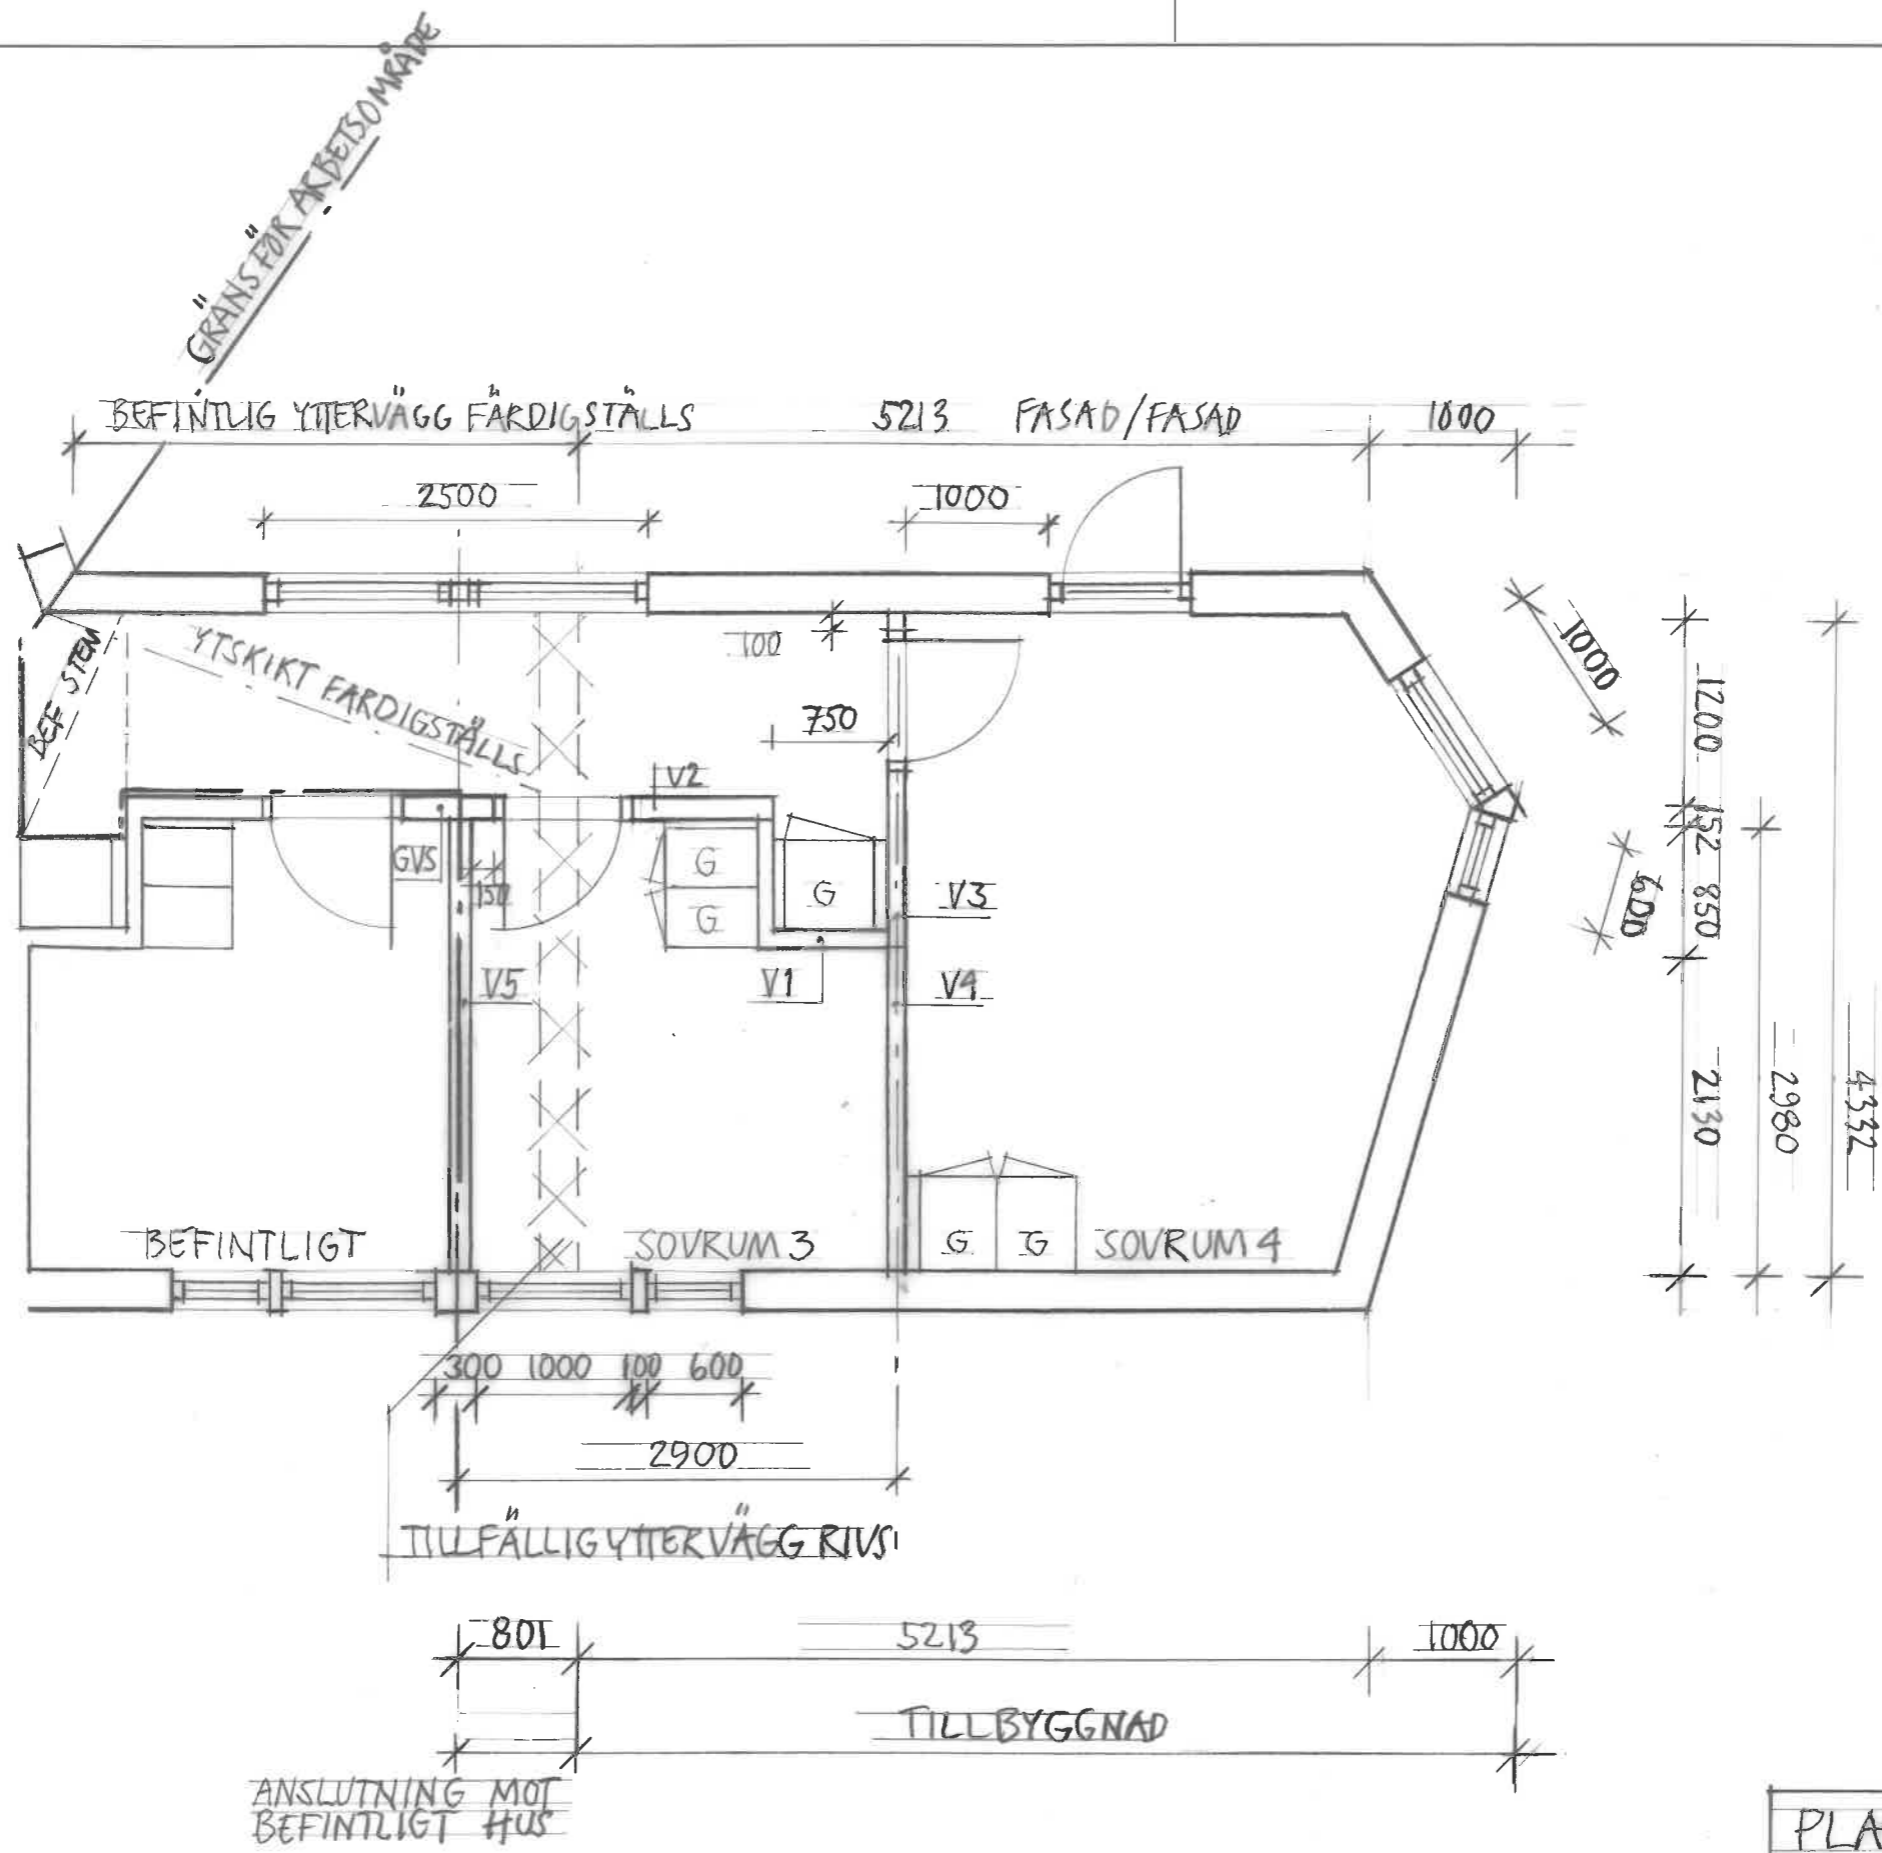 GRÄNS FÖR ARBETSOMRÅDE
BEFINTLIG YTTERVÄGG FÄRDIGSTÄLLS
5213 FASAD/FASAD
1000
2500
1000
BEF STEN
YTSKIKT FÄRDIGSTÄLLS
100
750
1000
1200
152
850
600
2130
2980
4332
V2
GVS
150
G
G
G
V3
V5
V1
V4
BEFINTLIGT
SOVRUM 3
G
G
SOVRUM 4
300 1000 100 600
2900
TILLFÄLLIG YTTERVÄGG RIVS
801
5213
1000
TILLBYGGNAD
ANSLUTNING MOT
BEFINTLIGT HUS
PLA